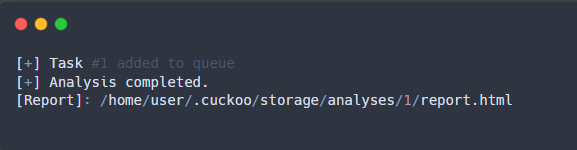 [+] Task #1 added to queue
[+] Analysis completed.
[Report]: /home/user/.cuckoo/storage/analyses/1/report.html